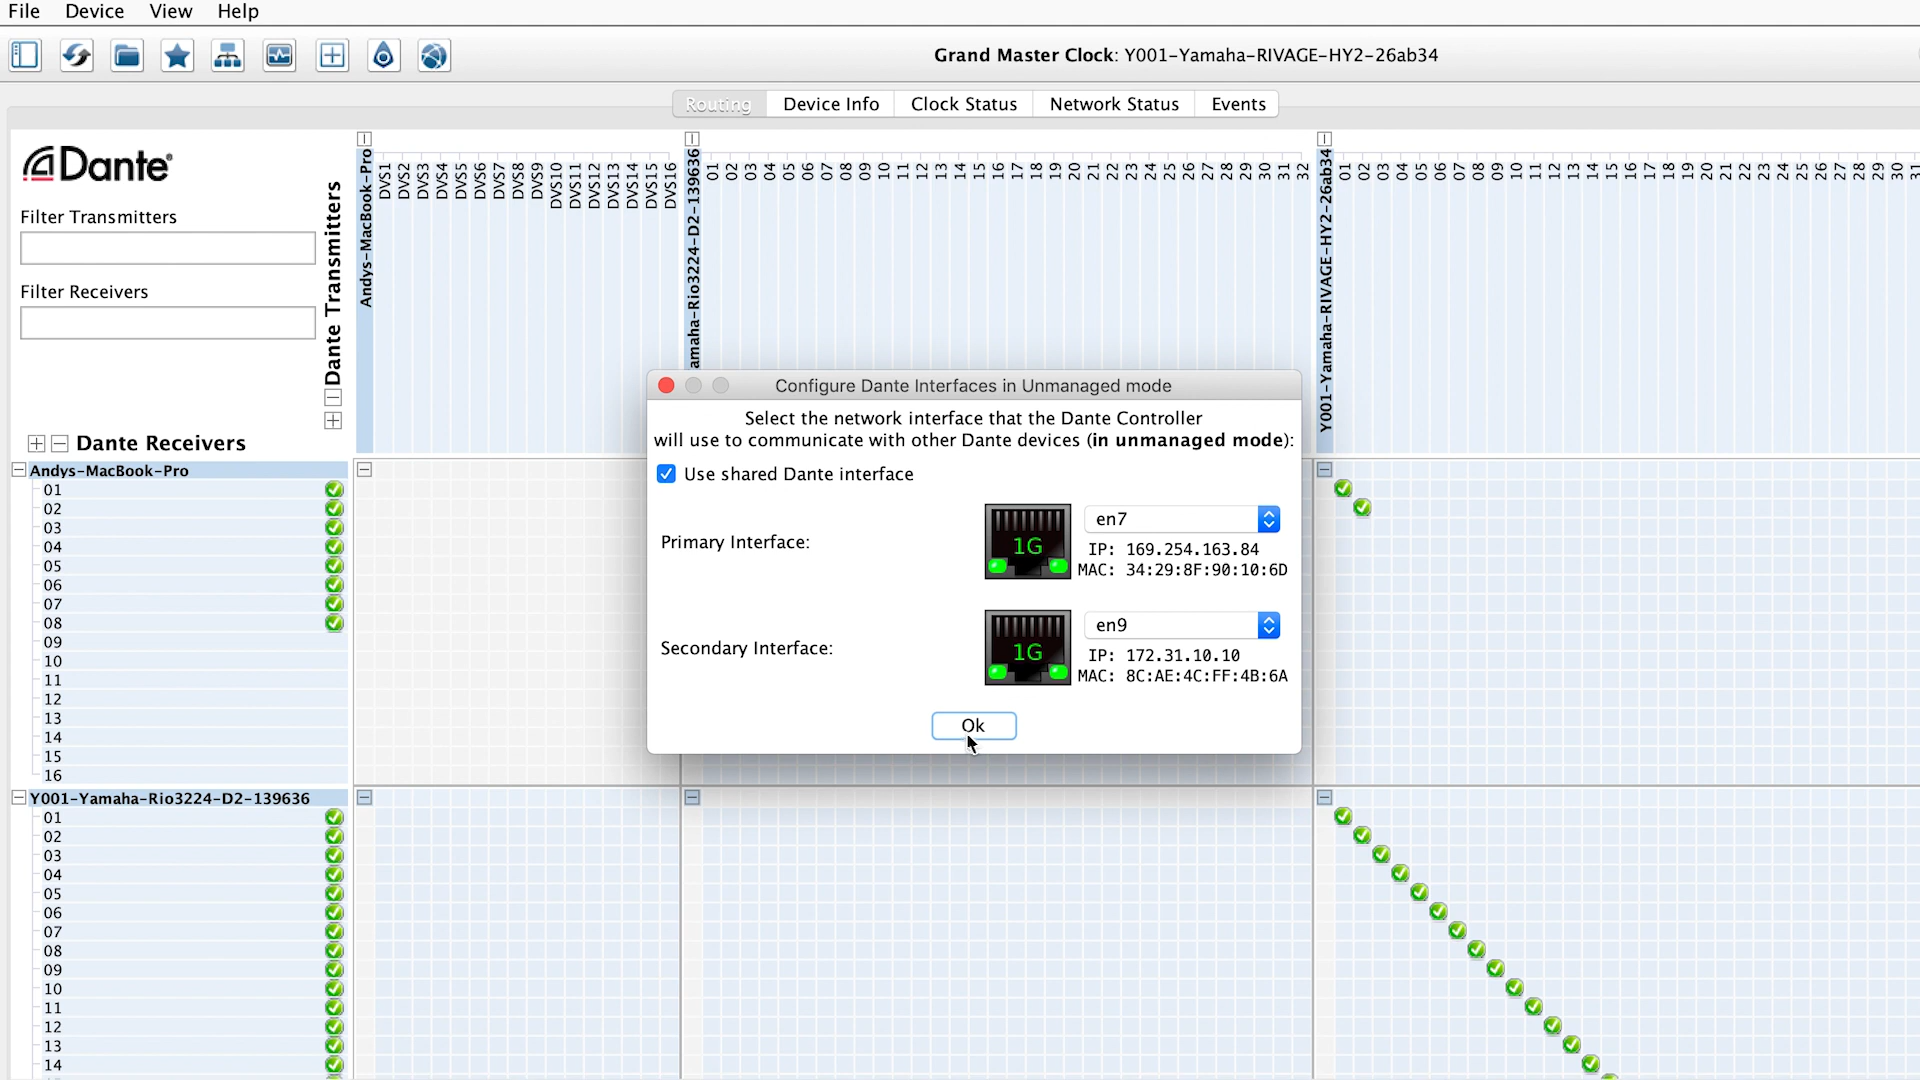 File Device View Help
Grand Master Clock: Y001-Yamaha-RIVAGE-HY2-26ab34
Routing Device Info Clock Status Network Status Events
Dante
Filter Transmitters
Filter Receivers
Dante Transmitters
Dante Receivers
Andys-MacBook-Pro
DVS1
DVS2
DVS3
DVS4
DVS5
DVS6
DVS7
DVS8
DVS9
DVS10
DVS11
DVS12
DVS13
DVS14
DVS15
DVS16
amaha-Rio3224-D2-139636
01
02
03
04
05
06
07
08
09
10
11
12
13
14
15
16
17
18
19
20
21
22
23
24
25
26
27
28
29
30
31
32
Y001-Yamaha-RIVAGE-HY2-26ab34
01
02
03
04
05
06
07
08
09
10
11
12
13
14
15
16
17
18
19
20
21
22
23
24
25
26
27
28
29
30
31
Configure Dante Interfaces in Unmanaged mode
Select the network interface that the Dante Controller
will use to communicate with other Dante devices (in unmanaged mode):
Use shared Dante interface
Primary Interface:
1G
en7
IP: 169.254.163.84
MAC: 34:29:8F:90:10:6D
Secondary Interface:
1G
en9
IP: 172.31.10.10
MAC: 8C:AE:4C:FF:4B:6A
Ok
Andys-MacBook-Pro
01
02
03
04
05
06
07
08
09
10
11
12
13
14
15
16
Y001-Yamaha-Rio3224-D2-139636
01
02
03
04
05
06
07
08
09
10
11
12
13
14